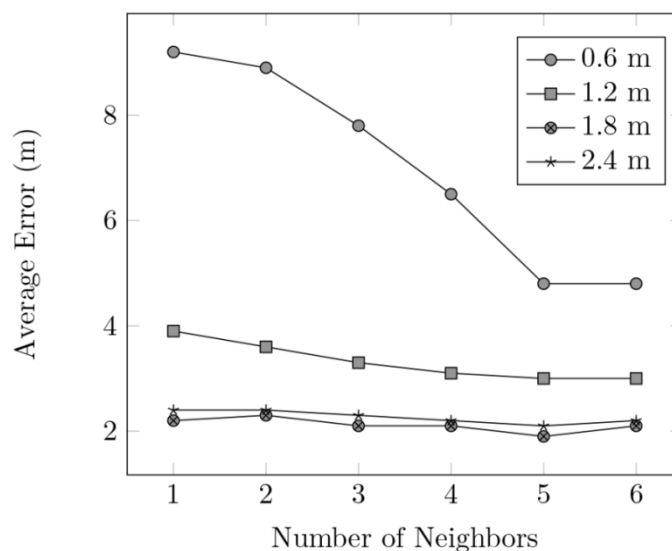 8
6
4
2
1 2 3 4 5 6
Average Error (m)
Number of Neighbors
0.6 m
1.2 m
1.8 m
2.4 m